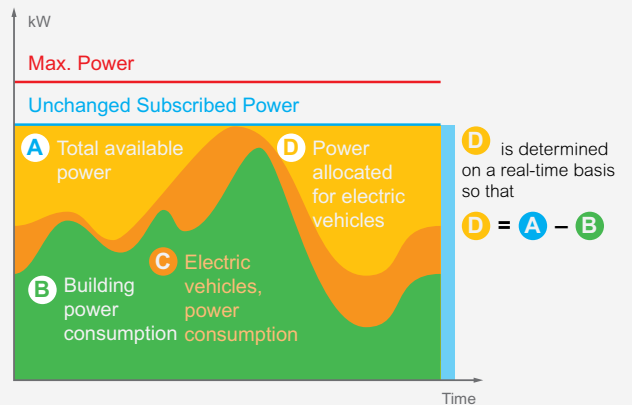 kW
Max. Power
Unchanged Subscribed Power
A Total available
power
D Power
allocated
for electric
vehicles
D is determined
on a real-time basis
so that
D = A – B
C Electric
vehicles,
power
consumption
B Building
power
consumption
Time